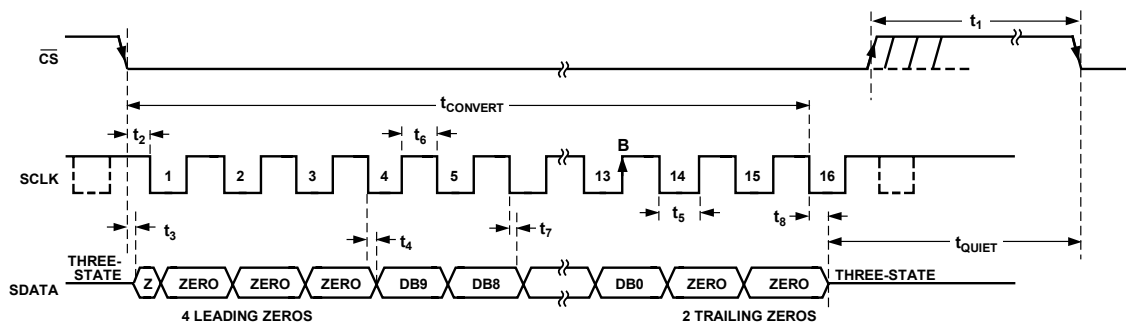 t1
CS
tCONVERT
t2
t6
B
SCLK
1 2 3 4 5 13 14 15 16
t3
t4
t7
t5
t8
tQUIET
THREE-
STATE
SDATA
Z ZERO ZERO ZERO DB9 DB8 DB0 ZERO ZERO
THREE-STATE
4 LEADING ZEROS
2 TRAILING ZEROS